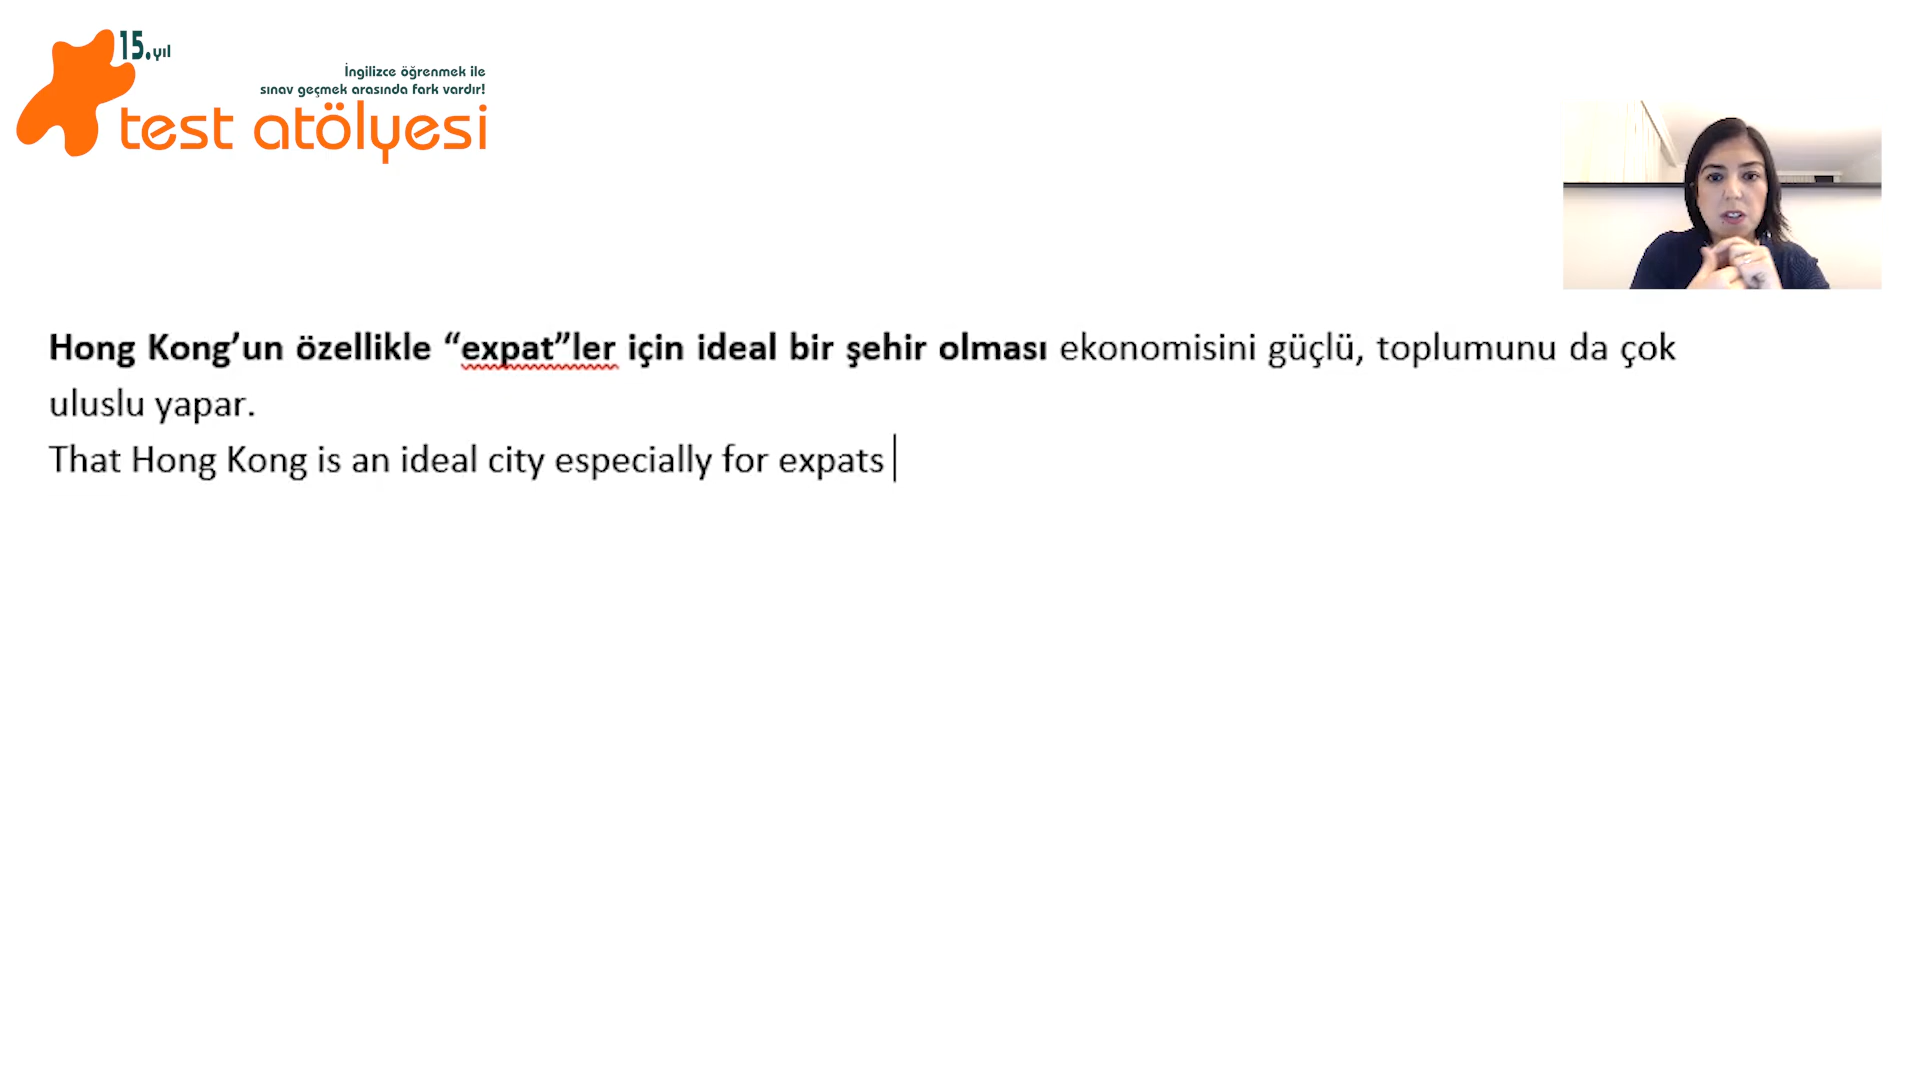 15.yıl
İngilizce öğrenmek ile
sınav geçmek arasında fark vardır!
test atölyesi
Hong Kong’un özellikle “expat”ler için ideal bir şehir olması ekonomisini güçlü, toplumunu da çok
uluslu yapar.
That Hong Kong is an ideal city especially for expats